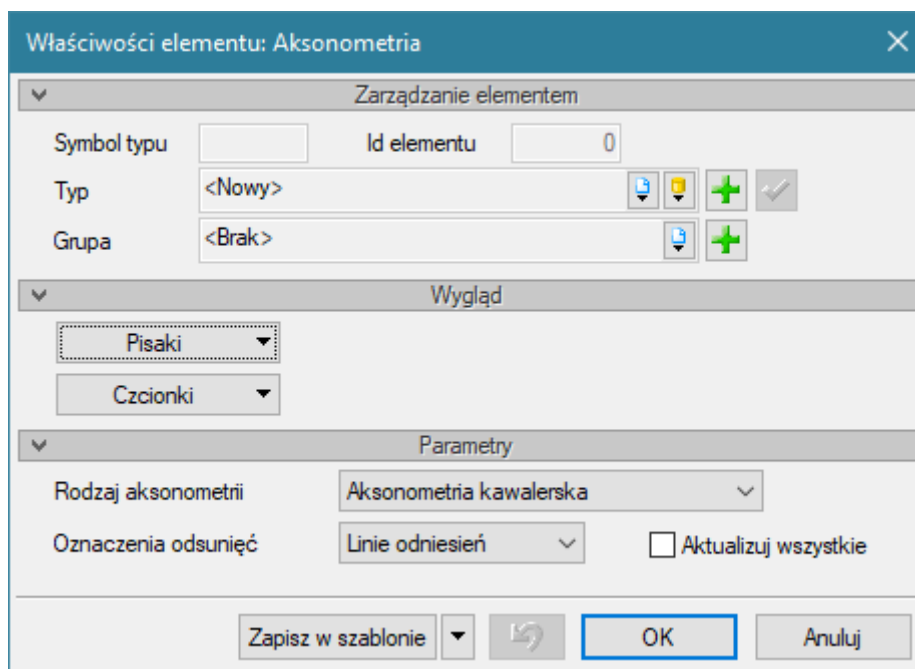 Właściwości elementu: Aksonometria
Zarządzanie elementem
Symbol typu Id elementu 0
Typ <Nowy>
Grupa <Brak>
Wygląd
Pisaki
Czcionki
Parametry
Rodzaj aksonometrii Aksonometria kawalerska
Oznaczenia odsunięć Linie odniesień Aktualizuj wszystkie
Zapisz w szablonie OK Anuluj